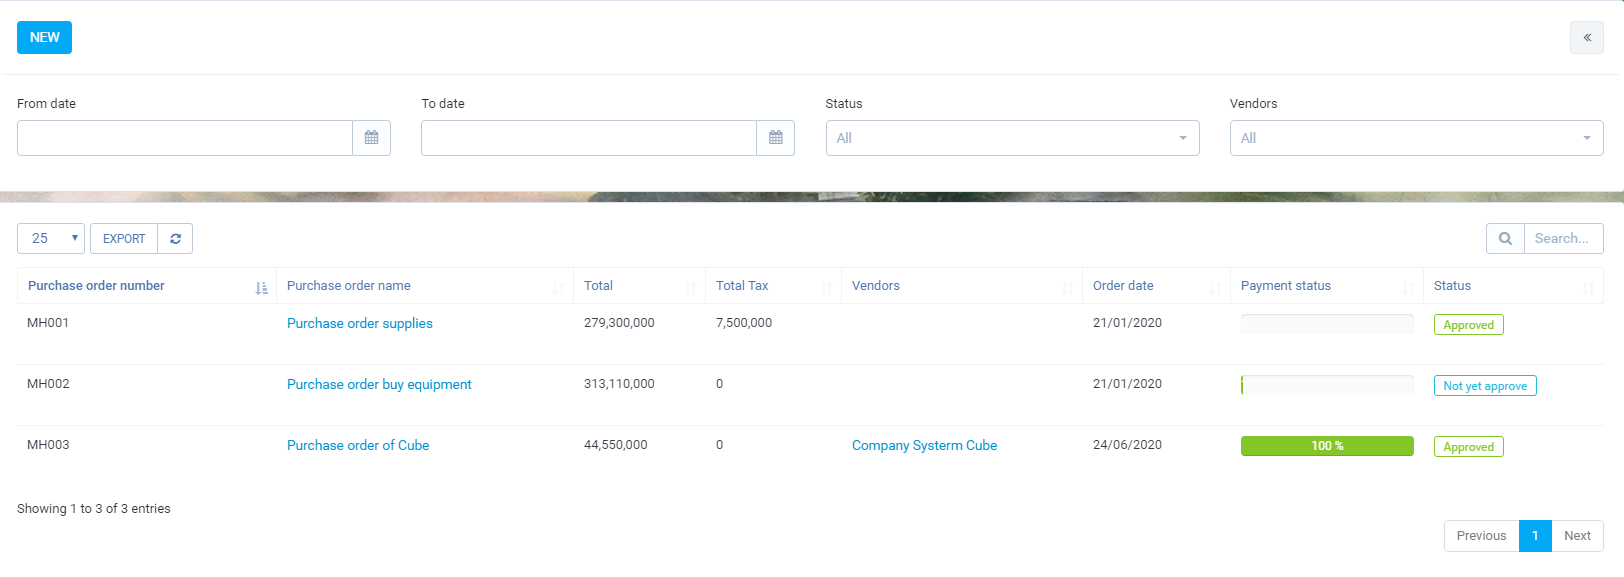 NEW
«
From date To date Status Vendors
All All
25 EXPORT Search...
Purchase order number Purchase order name Total Total Tax Vendors Order date Payment status Status
MH001 Purchase order supplies 279,300,000 7,500,000 21/01/2020 Approved
MH002 Purchase order buy equipment 313,110,000 0 21/01/2020 Not yet approve
MH003 Purchase order of Cube 44,550,000 0 Company Systerm Cube 24/06/2020 100 % Approved
Showing 1 to 3 of 3 entries
Previous 1 Next